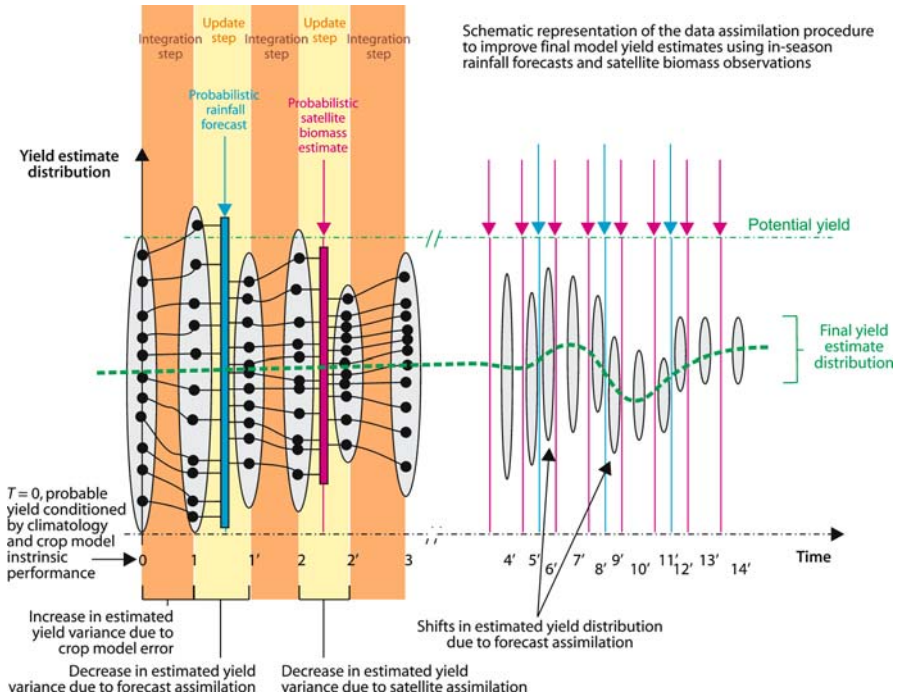 Schematic representation of the data assimilation procedure
to improve final model yield estimates using in-season
rainfall forecasts and satellite biomass observations
Integration
step
Update
step
Integration
step
Update
step
Integration
step
Probabilistic
rainfall
forecast
Probabilistic
satellite
biomass
estimate
Yield estimate
distribution
Potential yield
Final yield
estimate
distribution
T = 0, probable
yield conditioned
by climatology
and crop model
instrinsic
performance
0 1 1' 2 2' 3 4' 5' 6' 7' 8' 9' 10' 11' 12' 13' 14'
Time
Increase in estimated
yield variance due to
crop model error
Decrease in estimated yield
variance due to forecast assimilation
Decrease in estimated yield
variance due to satellite assimilation
Shifts in estimated yield distribution
due to forecast assimilation